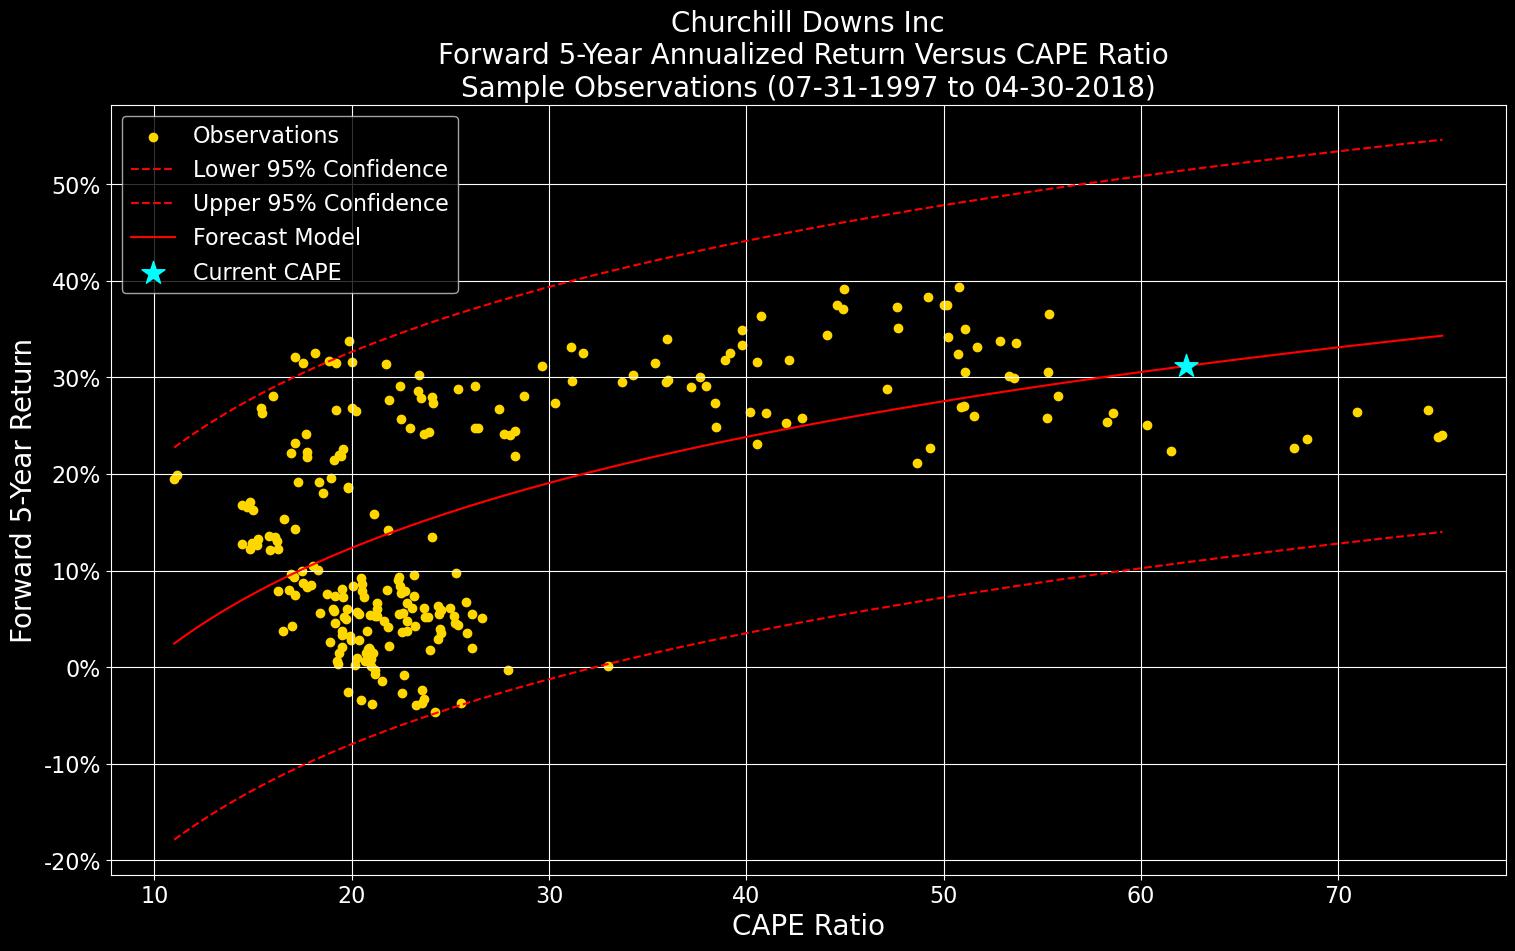 Churchill Downs Inc
Forward 5-Year Annualized Return Versus CAPE Ratio
Sample Observations (07-31-1997 to 04-30-2018)
Observations
Lower 95% Confidence
Upper 95% Confidence
Forecast Model
Current CAPE
Forward 5-Year Return
50%
40%
30%
20%
10%
0%
-10%
-20%
10 20 30 40 50 60 70
CAPE Ratio